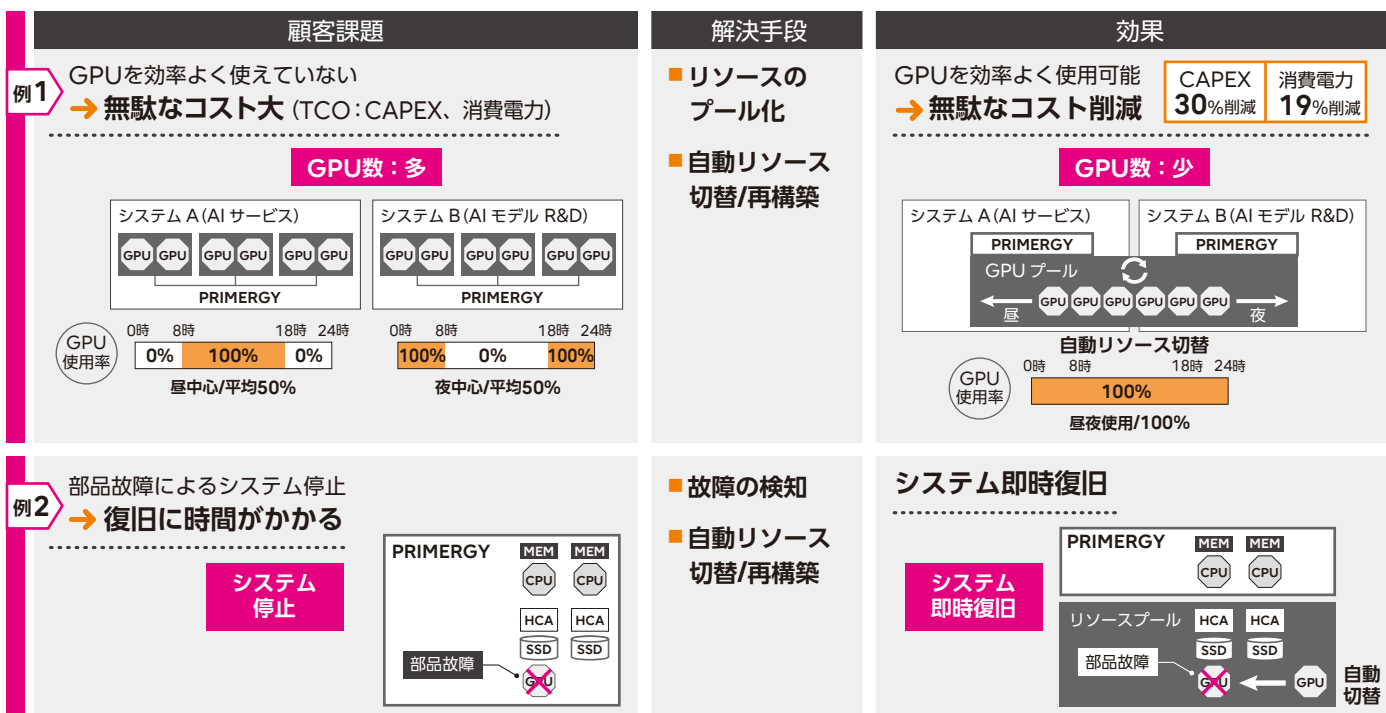 顧客課題
解決手段
効果
例1
GPUを効率よく使えていない
→ 無駄なコスト大 (TCO:CAPEX、消費電力)
GPU数:多
システム A(AI サービス)
GPU GPU GPU GPU GPU GPU
PRIMERGY
システム B(AI モデル R&D)
GPU GPU GPU GPU GPU GPU
PRIMERGY
GPU
使用率
0時 8時 18時 24時
0% 100% 0%
昼中心/平均50%
0時 8時 18時 24時
100% 0% 100%
夜中心/平均50%
■リソースの
プール化
■自動リソース
切替/再構築
GPUを効率よく使用可能
→ 無駄なコスト削減
CAPEX
30%削減
消費電力
19%削減
GPU数:少
システム A(AI サービス)
システム B(AI モデル R&D)
PRIMERGY
PRIMERGY
GPU プール
GPU GPU GPU GPU GPU GPU
昼
夜
自動リソース切替
GPU
使用率
0時 8時 18時 24時
100%
昼夜使用/100%
例2
部品故障によるシステム停止
→ 復旧に時間がかかる
システム
停止
PRIMERGY
MEM MEM
CPU CPU
HCA HCA
SSD SSD
部品故障
GPU
■故障の検知
■自動リソース
切替/再構築
システム即時復旧
システム
即時復旧
PRIMERGY
MEM MEM
CPU CPU
リソースプール
HCA HCA
SSD SSD
部品故障
GPU
GPU
自動
切替